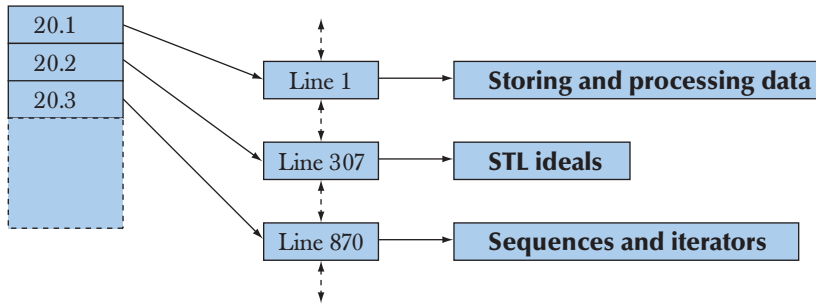 20.1
20.2
20.3
Line 1
Storing and processing data
Line 307
STL ideals
Line 870
Sequences and iterators